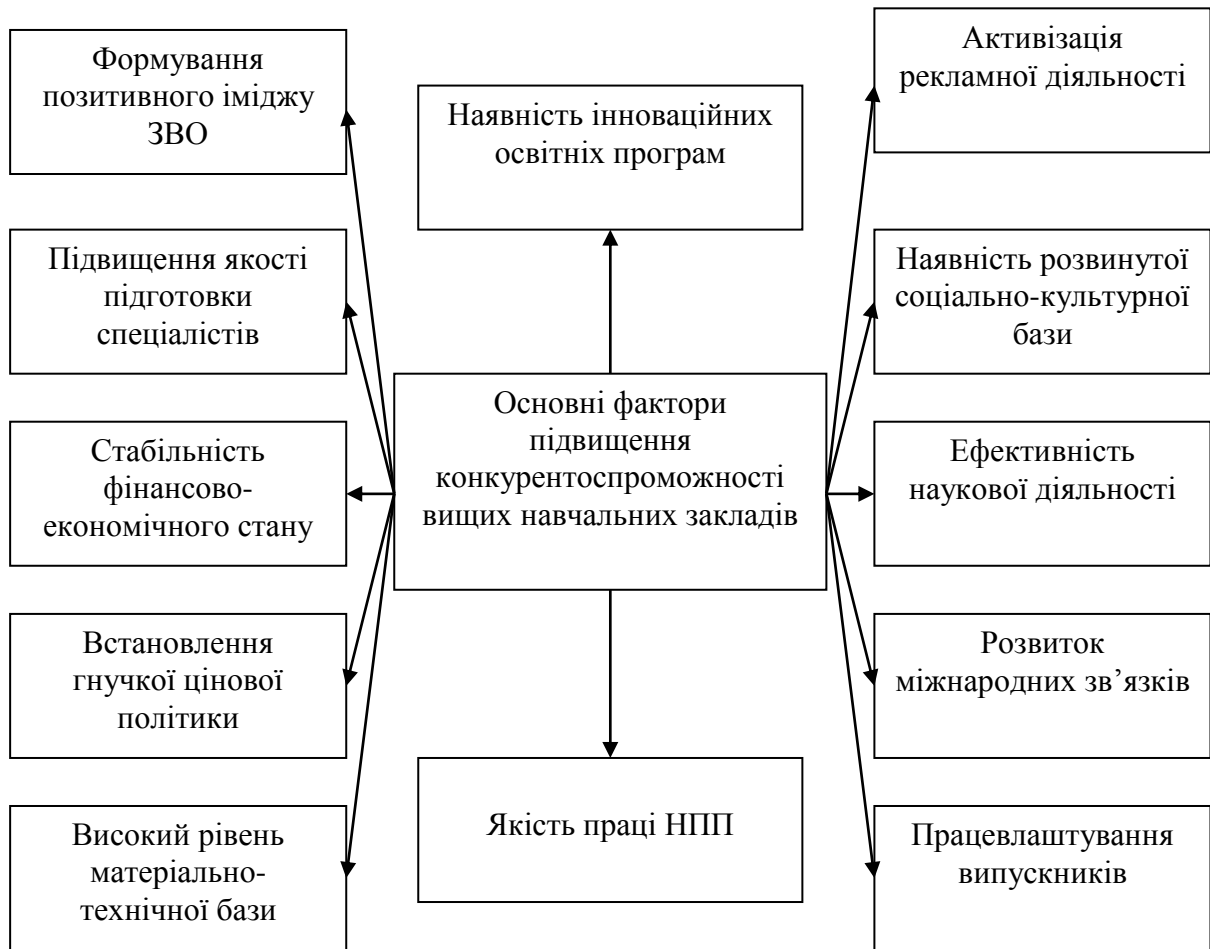 Формування
позитивного іміджу
ЗВО
Наявність інноваційних
освітніх програм
Активізація
рекламної діяльності
Підвищення якості
підготовки
спеціалістів
Наявність розвинутої
соціально-культурної
бази
Основні фактори
підвищення
конкурентоспроможності
вищих навчальних закладів
Стабільність
фінансово-
економічного стану
Ефективність
наукової діяльності
Встановлення
гнучкої цінової
політики
Розвиток
міжнародних зв’язків
Високий рівень
матеріально-
технічної бази
Якість праці НПП
Працевлаштування
випускників